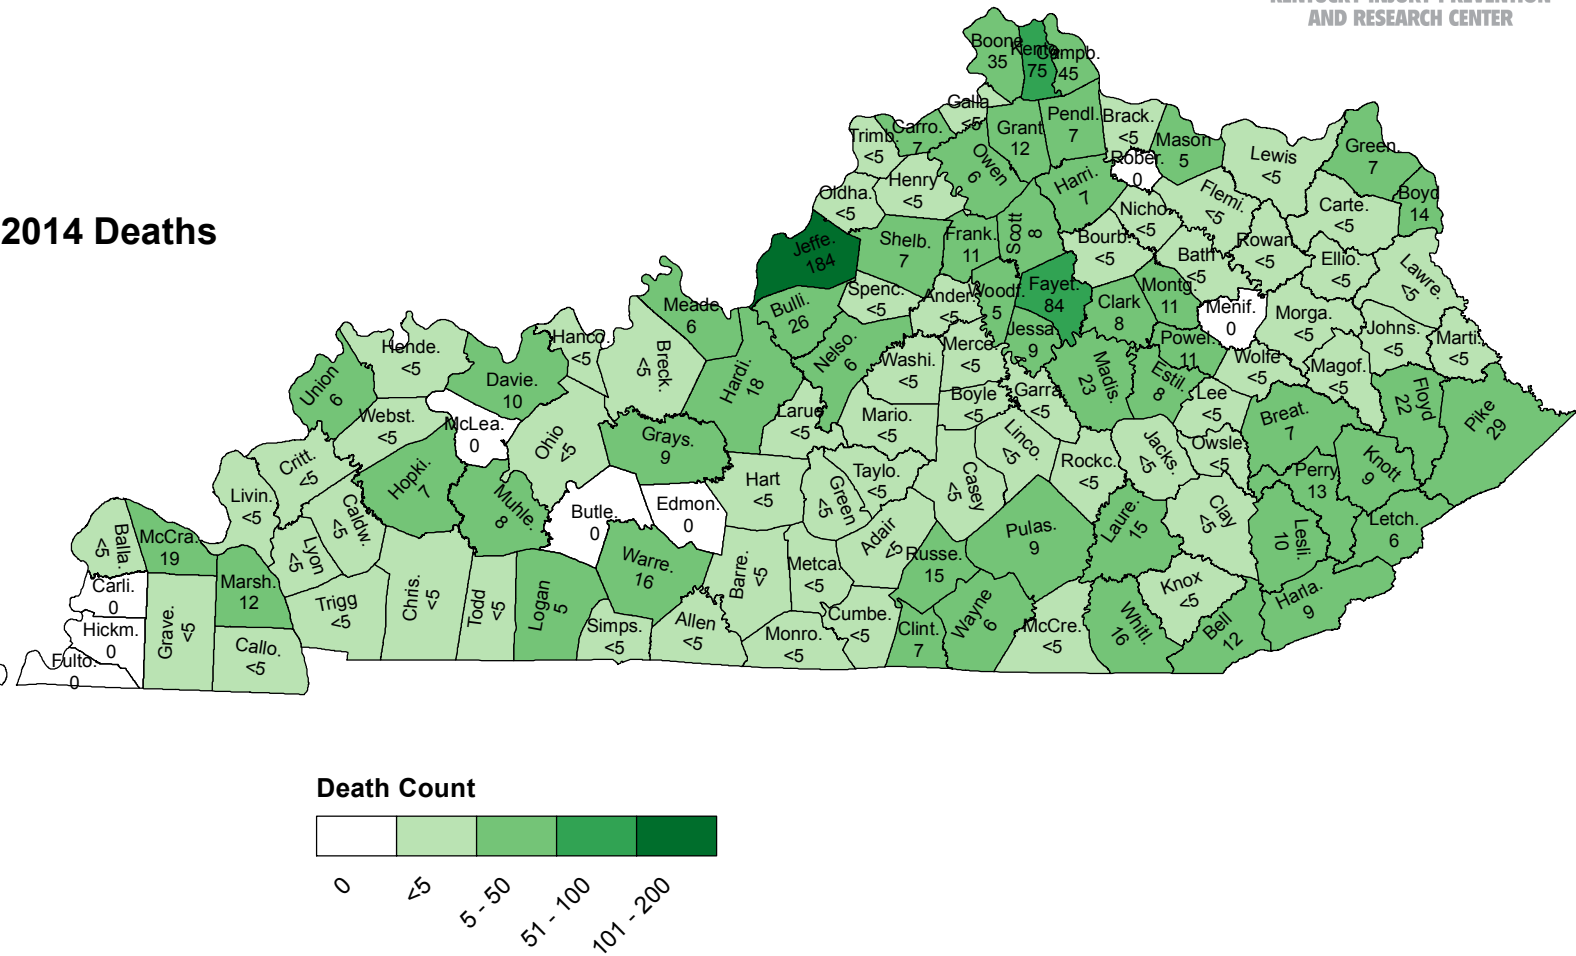 KENTUCKY INJURY PREVENTION
AND RESEARCH CENTER
2014 Deaths
Boone
35
Kento.
75
Campb.
45
Galla.
<5
Carro.
7
Trimb.
<5
Owen
6
Grant
12
Pendl.
7
Brack.
<5
Rober.
0
Mason
5
Lewis
<5
Green.
7
Boyd
14
Oldha.
<5
Henry
<5
Harri.
7
Nicho.
<5
Flemi.
<5
Carte.
<5
Jeffe.
184
Shelb.
7
Frank.
11
Scott
8
Bourb.
<5
Bath
<5
Rowan
<5
Ellio.
<5
Lawre.
<5
Meade
6
Bulli.
26
Spenc.
<5
Anders.
<5
Woodf.
5
Fayet.
84
Clark
8
Montg.
11
Menif.
0
Morga.
<5
Johns.
<5
Marti.
<5
Hende.
<5
Hanco.
<5
Breck.
<5
Hardi.
18
Nelso.
6
Washi.
<5
Merce.
<5
Jessa.
9
Madis.
23
Estil.
8
Powel.
11
Wolfe
<5
Magof.
<5
Floyd
22
Pike
29
Union
6
Webst.
<5
Davie.
10
McLea.
0
Ohio
<5
Grays.
9
Larue
<5
Mario.
<5
Boyle
<5
Garra.
<5
Linco.
<5
Rockc.
<5
Jacks.
<5
Lee
<5
Owsle.
<5
Breat.
7
Perry
13
Knott
9
Critt.
<5
Livin.
<5
Hopki.
7
Caldw.
<5
Lyon
<5
Muhle.
8
Butle.
0
Edmon.
0
Hart
<5
Green
<5
Taylo.
<5
Adair
<5
Casey
<5
Pulas.
9
Laure.
15
Clay
<5
Lesli.
10
Letch.
6
Balla.
<5
McCra.
19
Carli.
0
Hickm.
0
Fulto.
0
Grave.
<5
Marsh.
12
Callo.
<5
Trigg
<5
Chris.
<5
Todd
<5
Logan
5
Warre.
16
Simps.
<5
Allen
<5
Barre.
<5
Metca.
<5
Monro.
<5
Cumbe.
<5
Russe.
15
Clint.
7
Wayne
6
McCre.
<5
Whitl.
16
Knox
<5
Bell
12
Harla.
9
Death Count
0
<5
5 - 50
51 - 100
101 - 200